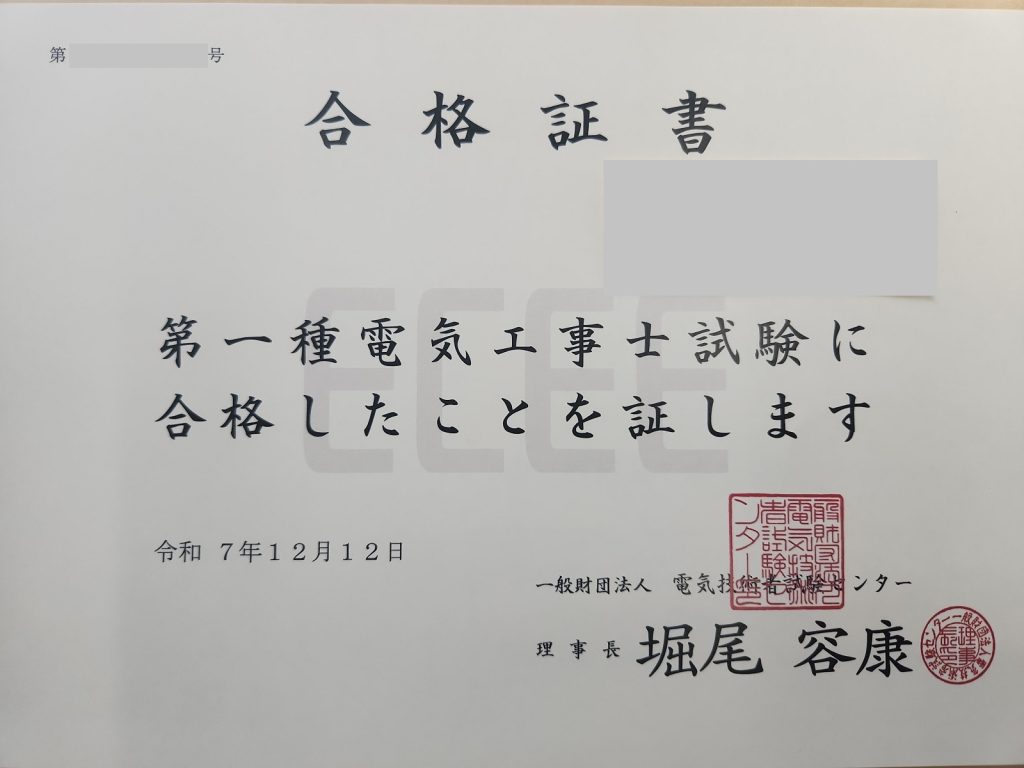 第 号
合格証書
第一種電気工事士試験に
合格したことを証します
ECEE
令和 7年12月12日
一般財団法人 電気技術者試験センター
理事長 堀尾 容康